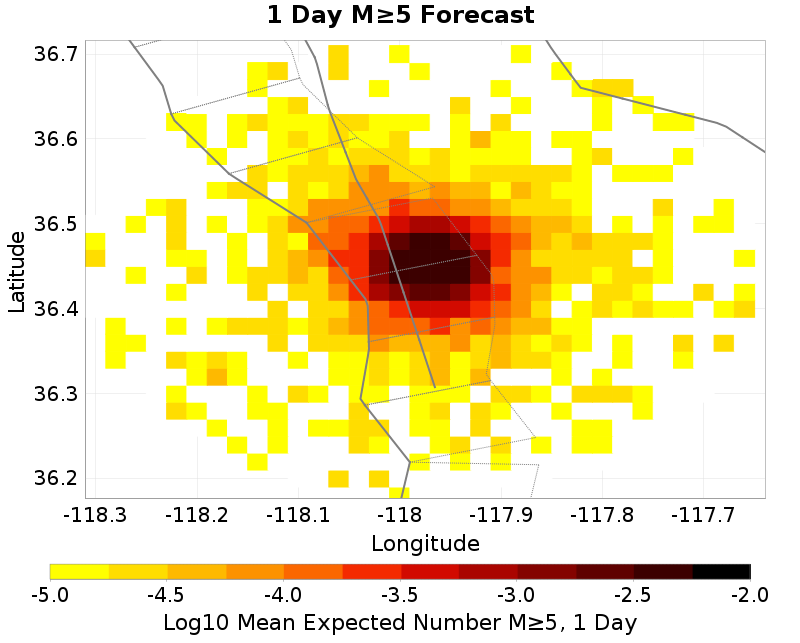 1 Day M≥5 Forecast
36.7
36.6
36.5
36.4
36.3
36.2
Latitude
-118.3 -118.2 -118.1 -118 -117.9 -117.8 -117.7
Longitude
-5.0 -4.5 -4.0 -3.5 -3.0 -2.5 -2.0
Log10 Mean Expected Number M≥5, 1 Day